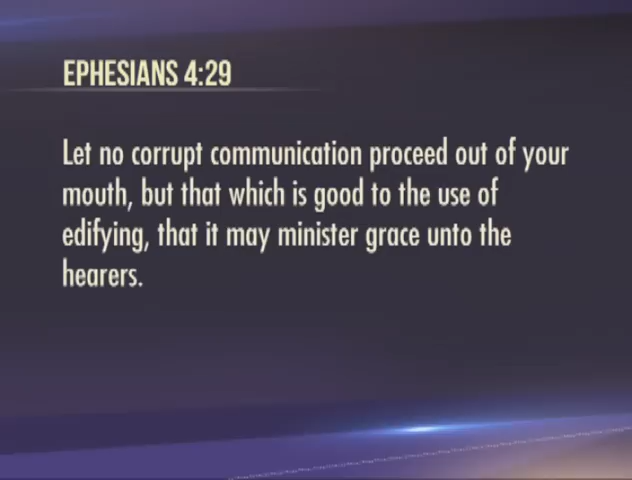 EPHESIANS 4:29
Let no corrupt communication proceed out of your
mouth, but that which is good to the use of
edifying, that it may minister grace unto the
hearers.